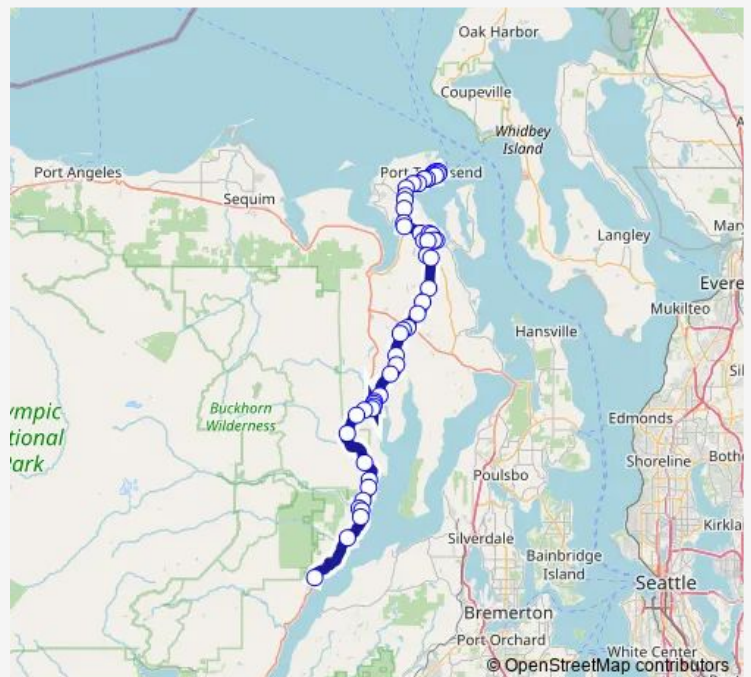 Oak Harbor
Coupeville
Whidbey
Island
Port Angeles
Port T
send
Sequim
Langley
Mary
Evere
Mukilteo
Hansville
Sil
Buckhorn
Wilderness
ympic
tional
ark
Edmonds
Shoreline
Both
Poulsbo
Kirkla
Silverdale
Bainbridge
Island
Seattle
Bremerton
Port Orchard
White Center
© OpenStreetMap contributors